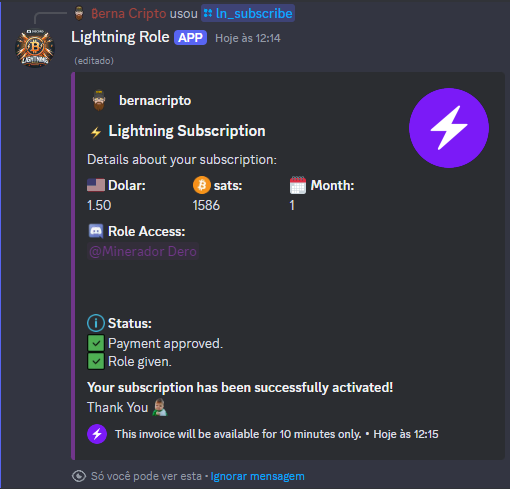 Berna Cripto usou ln_subscribe
Lightning Role APP Hoje às 12:14
(editado)
bernacripto
Lightning Subscription
Details about your subscription:
Dolar: sats: Month:
1.50 1586 1
Role Access:
@Minerador Dero
Status:
Payment approved.
Role given.
Your subscription has been successfully activated!
Thank You
This invoice will be available for 10 minutes only. • Hoje às 12:15
Só você pode ver esta • Ignorar mensagem